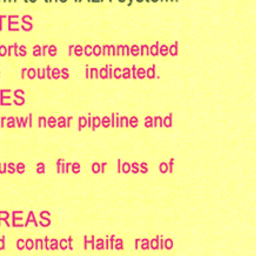 to the IALA system.
TES
orts are recommended
routes indicated.
ES
rawl near pipeline and
use a fire or loss of
REAS
d contact Haifa radio